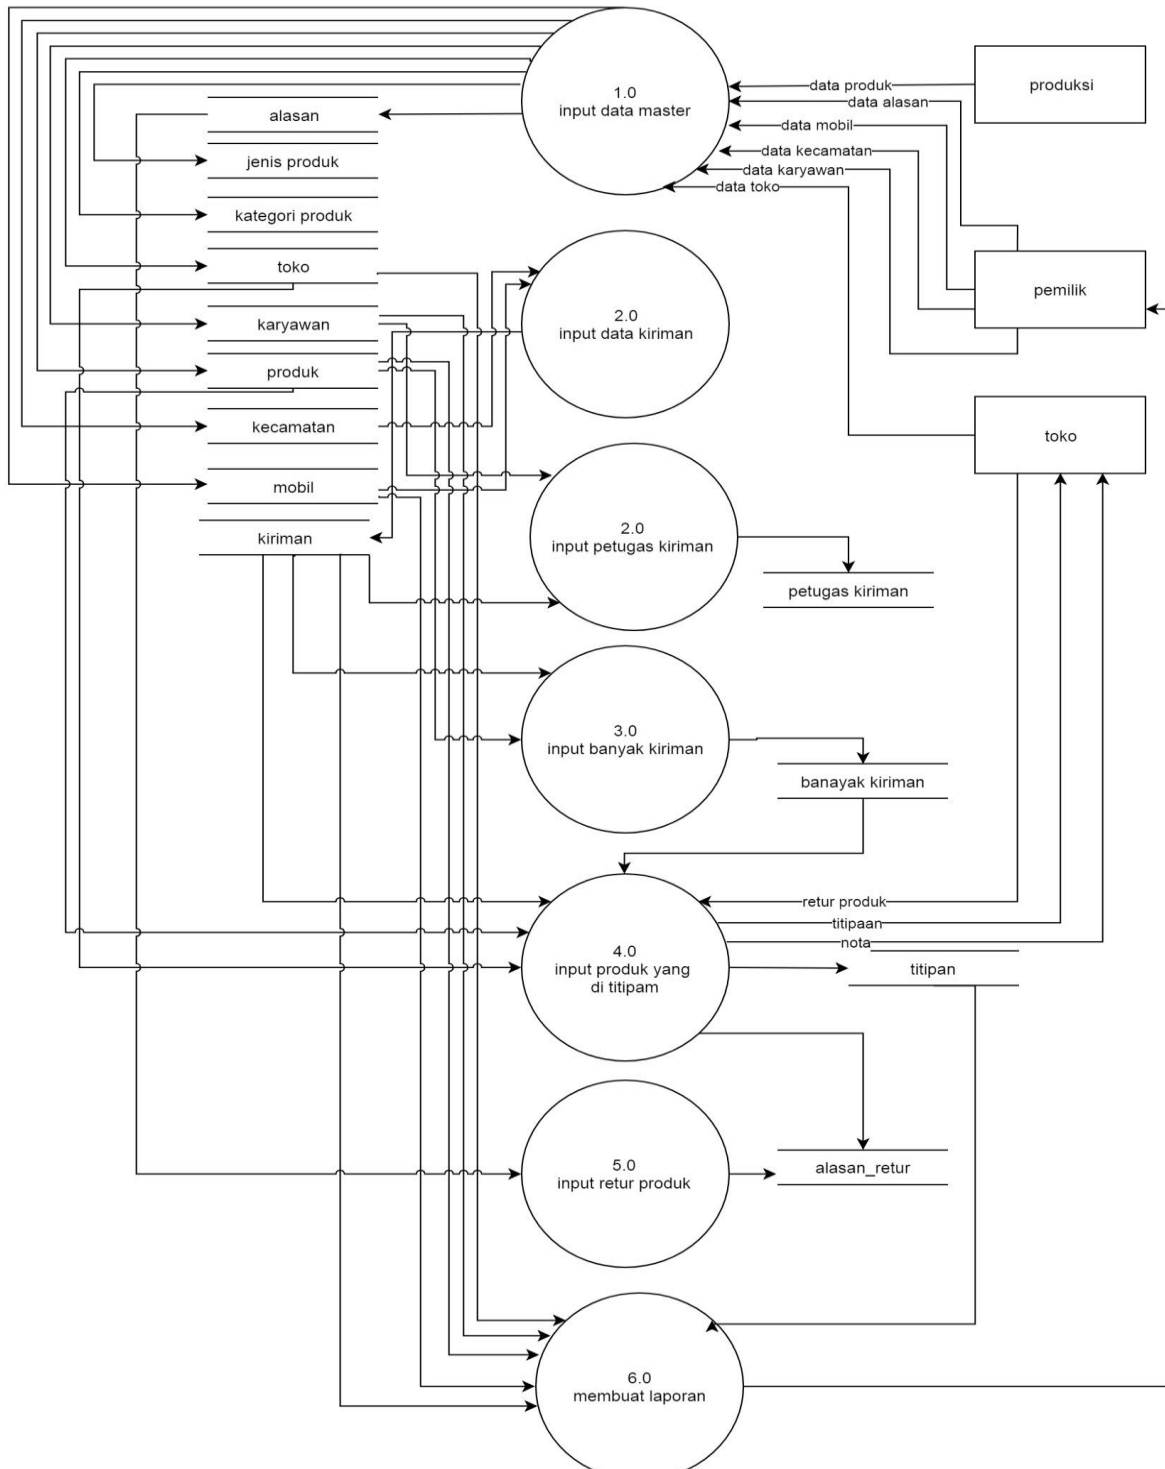 1.0
input data master
data produk
produksi
data alasan
alasan
data mobil
data kecamatan
jenis produk
data karyawan
data toko
kategori produk
toko
pemilik
2.0
input data kiriman
karyawan
produk
kecamatan
toko
mobil
2.0
input petugas kiriman
kiriman
petugas kiriman
3.0
input banyak kiriman
banayak kiriman
retur produk
titipaan
nota
4.0
input produk yang
di titipam
titipan
5.0
input retur produk
alasan_retur
6.0
membuat laporan